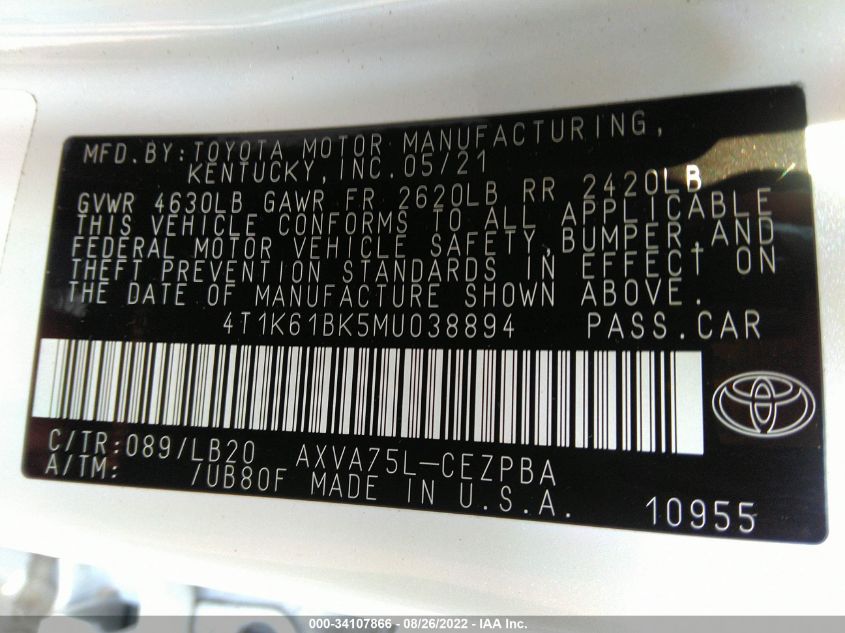 MFD.BY:TOYOTA MOTOR MANUFACTURING,
KENTUCKY,INC.05/21
GVWR 4630LB GAWR FR 2620LB RR 2420LB
THIS VEHICLE CONFORMS TO ALL APPLICABLE
FEDERAL MOTOR VEHICLE SAFETY,BUMPER,AND
THEFT PREVENTION STANDARDS IN EFFECT ON
THE DATE OF MANUFACTURE SHOWN ABOVE.
4T1K61BK5MU038894 PASS.CAR
C/TR:089/LB20 AXVA75L-CEZPBA
A/TM: /UB80F MADE IN U.S.A.
10955
000-34107866 - 08/26/2022 - IAA Inc.